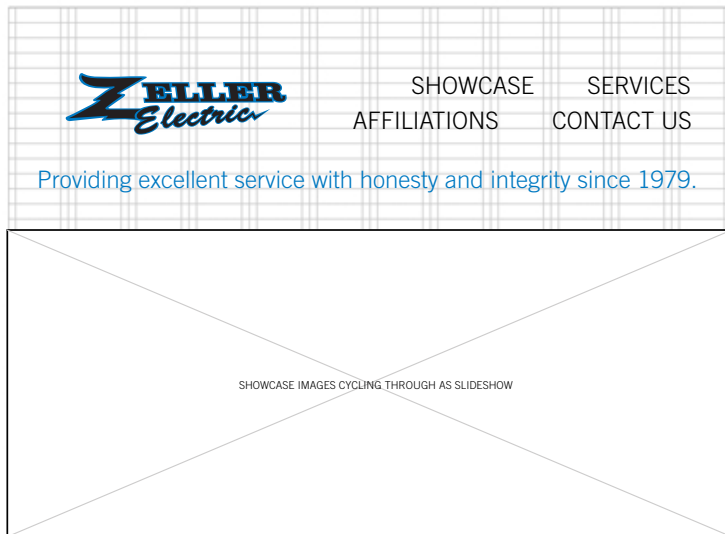 ZELLER
Electric
SHOWCASE SERVICES
AFFILIATIONS CONTACT US
Providing excellent service with honesty and integrity since 1979.
SHOWCASE IMAGES CYCLING THROUGH AS SLIDESHOW